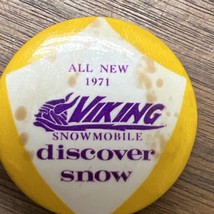 ALL NEW
1971
VIKING
SNOWMOBILE
discover
snow